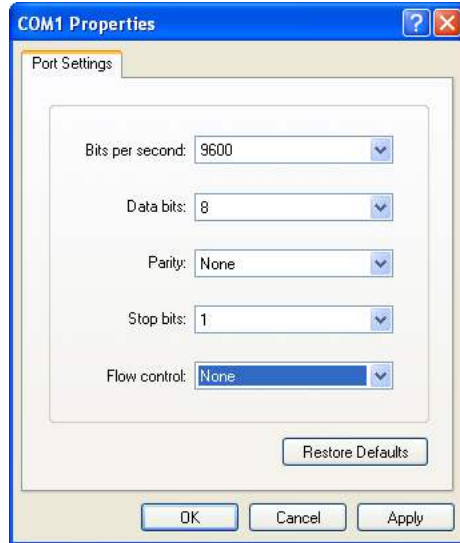 COM1 Properties
Port Settings
Bits per second: 9600
Data bits: 8
Parity: None
Stop bits: 1
Flow control: None
Restore Defaults
OK Cancel Apply